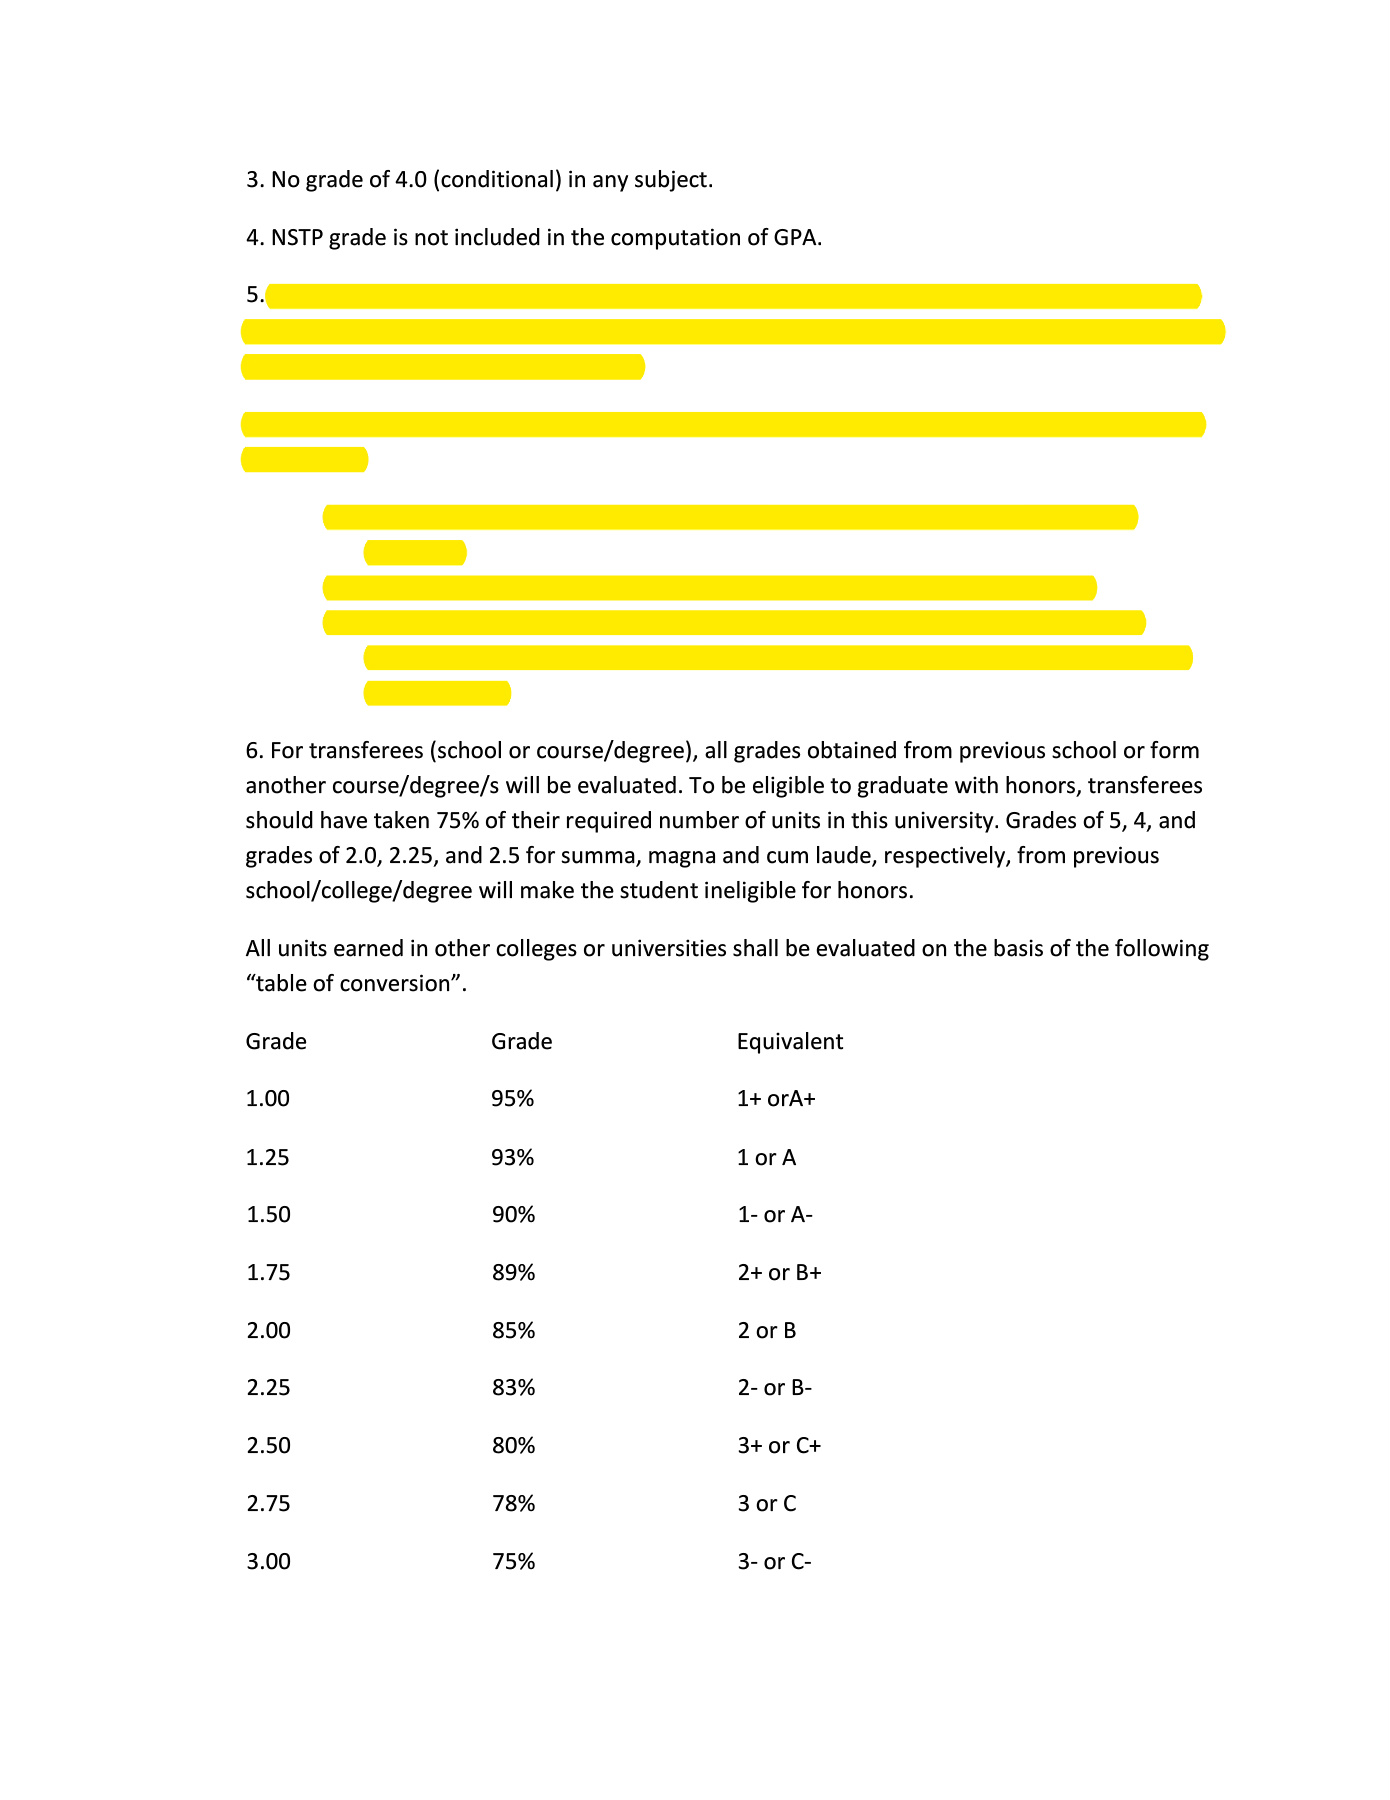 3. No grade of 4.0 (conditional) in any subject.
4. NSTP grade is not included in the computation of GPA.
5.
6. For transferees (school or course/degree), all grades obtained from previous school or form
another course/degree/s will be evaluated. To be eligible to graduate with honors, transferees
should have taken 75% of their required number of units in this university. Grades of 5, 4, and
grades of 2.0, 2.25, and 2.5 for summa, magna and cum laude, respectively, from previous
school/college/degree will make the student ineligible for honors.
All units earned in other colleges or universities shall be evaluated on the basis of the following
“table of conversion”.
Grade Grade Equivalent
1.00 95% 1+ orA+
1.25 93% 1 or A
1.50 90% 1- or A-
1.75 89% 2+ or B+
2.00 85% 2 or B
2.25 83% 2- or B-
2.50 80% 3+ or C+
2.75 78% 3 or C
3.00 75% 3- or C-